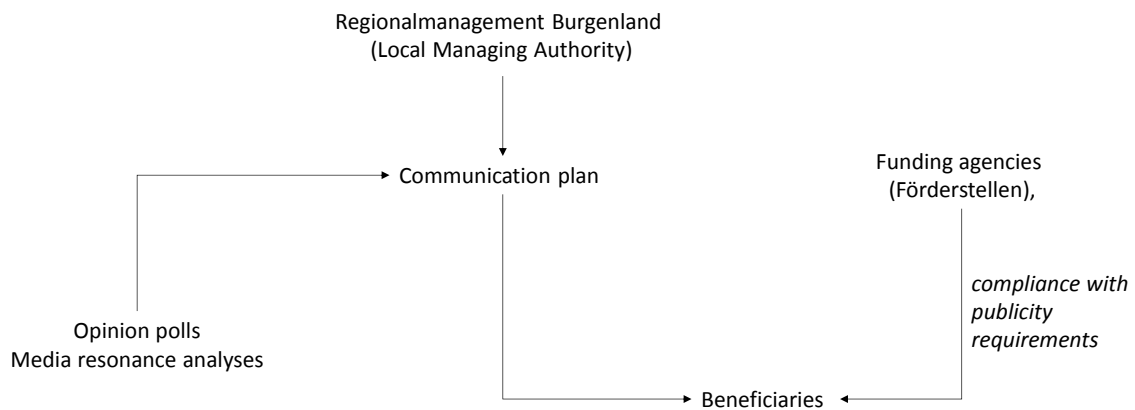 Regionalmanagement Burgenland
(Local Managing Authority)
Communication plan
Funding agencies
(Förderstellen),
compliance with
publicity
requirements
Opinion polls
Media resonance analyses
Beneficiaries